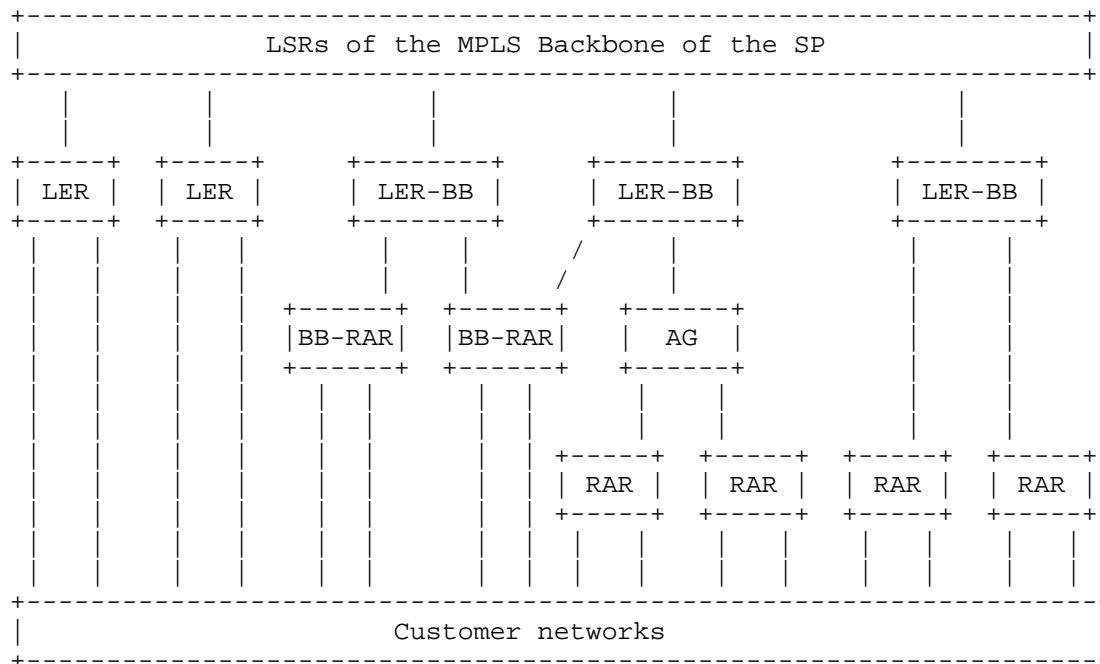 LSRs of the MPLS Backbone of the SP
LER LER LER-BB LER-BB LER-BB
BB-RAR BB-RAR AG
RAR RAR RAR RAR
Customer networks